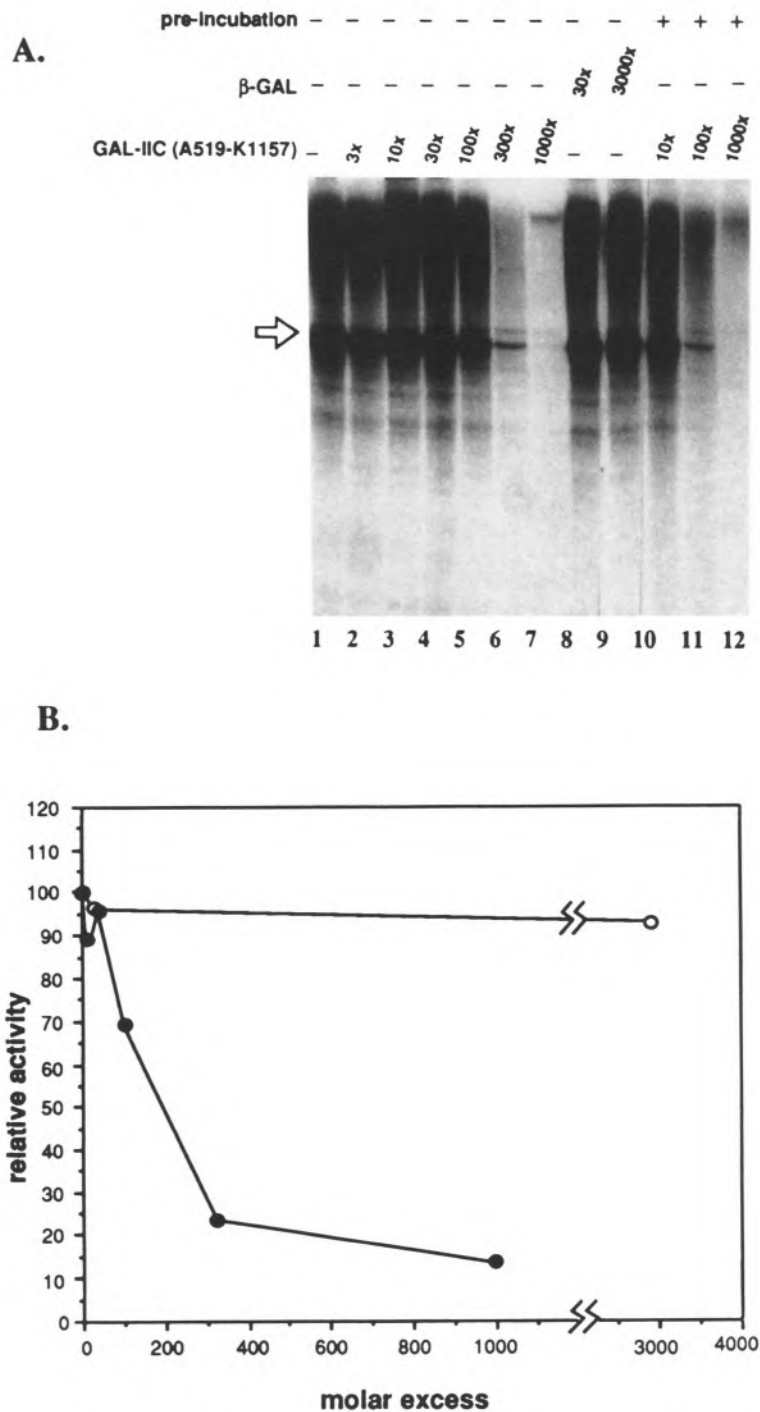 pre-incubation – – – – – – – – – + + +
A.
β-GAL – – – – – – – 30x 3000x – – –
GAL-IIC (A519-K1157) – 3x 10x 30x 100x 300x 1000x – – 10x 100x 1000x
1 2 3 4 5 6 7 8 9 10 11 12
B.
120
110
100
90
80
70
60
50
40
30
20
10
0
relative activity
0 200 400 600 800 1000 3000 4000
molar excess